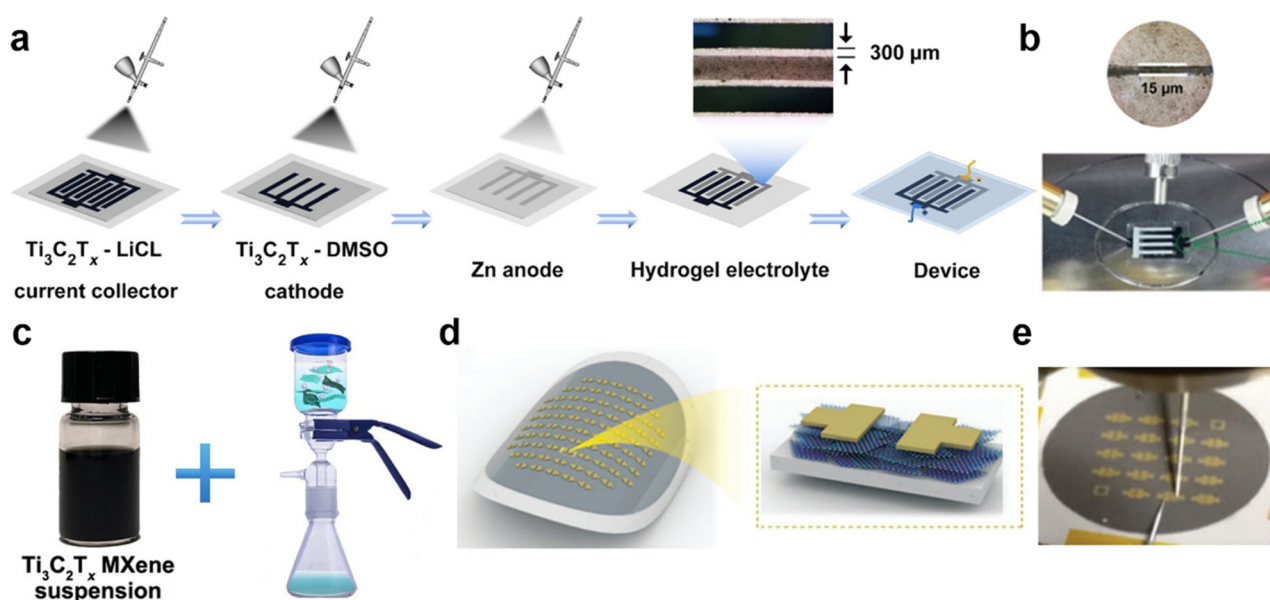 a
300 µm
b
15 µm
Ti₃C₂Tₓ - LiCL
current collector
Ti₃C₂Tₓ - DMSO
cathode
Zn anode
Hydrogel electrolyte
Device
c
Ti₃C₂Tₓ MXene
suspension
d
e